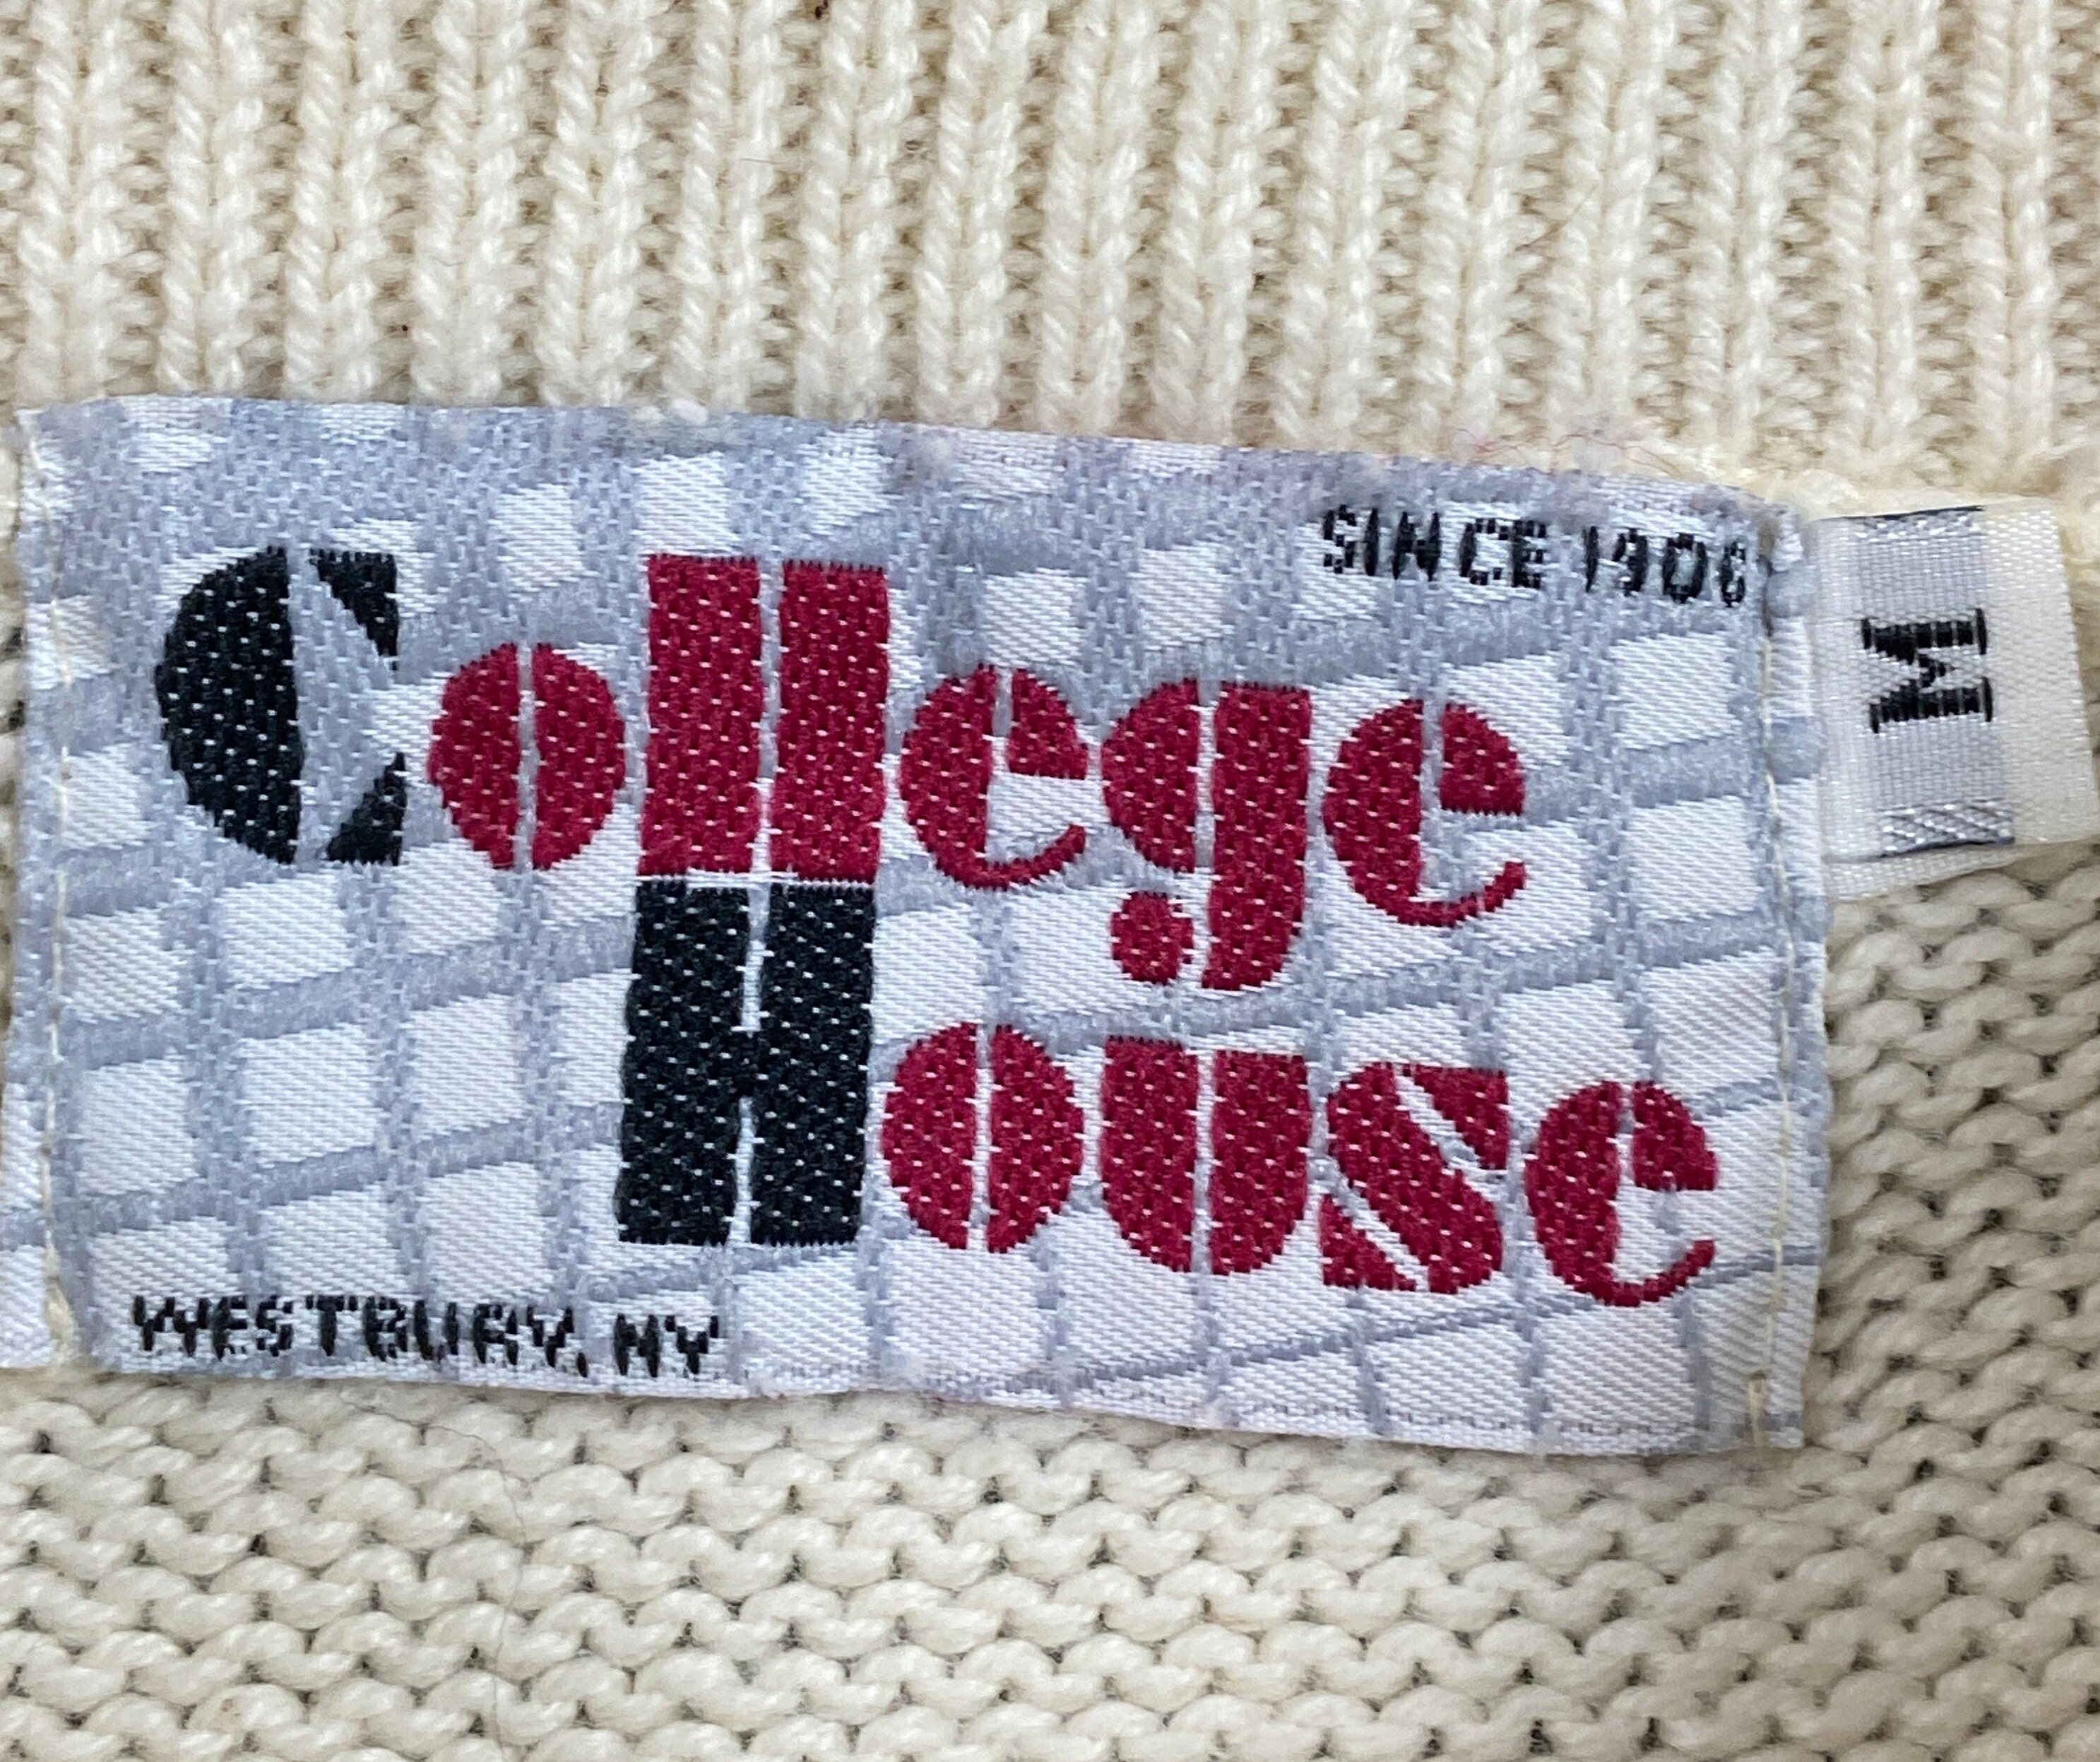 SINCE 1906
College
House
WESTBURY, NY
M